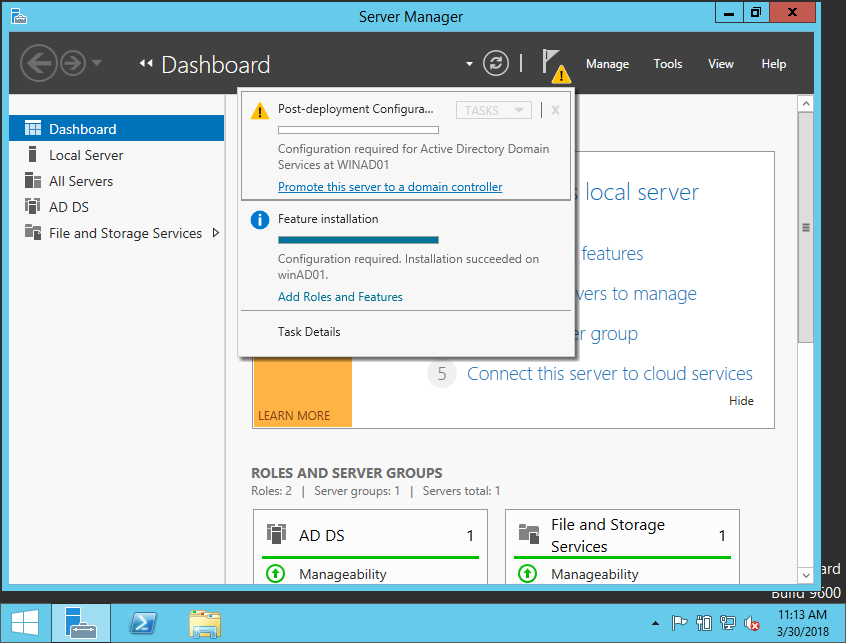 Server Manager
Dashboard
Manage Tools View Help
Dashboard
Local Server
All Servers
AD DS
File and Storage Services
Post-deployment Configura...
TASKS
X
Configuration required for Active Directory Domain
Services at WINAD01
Promote this server to a domain controller
Feature installation
Configuration required. Installation succeeded on
winAD01.
Add Roles and Features
Task Details
local server
features
to manage
group
5 Connect this server to cloud services
Hide
LEARN MORE
ROLES AND SERVER GROUPS
Roles: 2 | Server groups: 1 | Servers total: 1
AD DS 1
Manageability
File and Storage
Services 1
Manageability
Build 9600
11:13 AM
3/30/2018